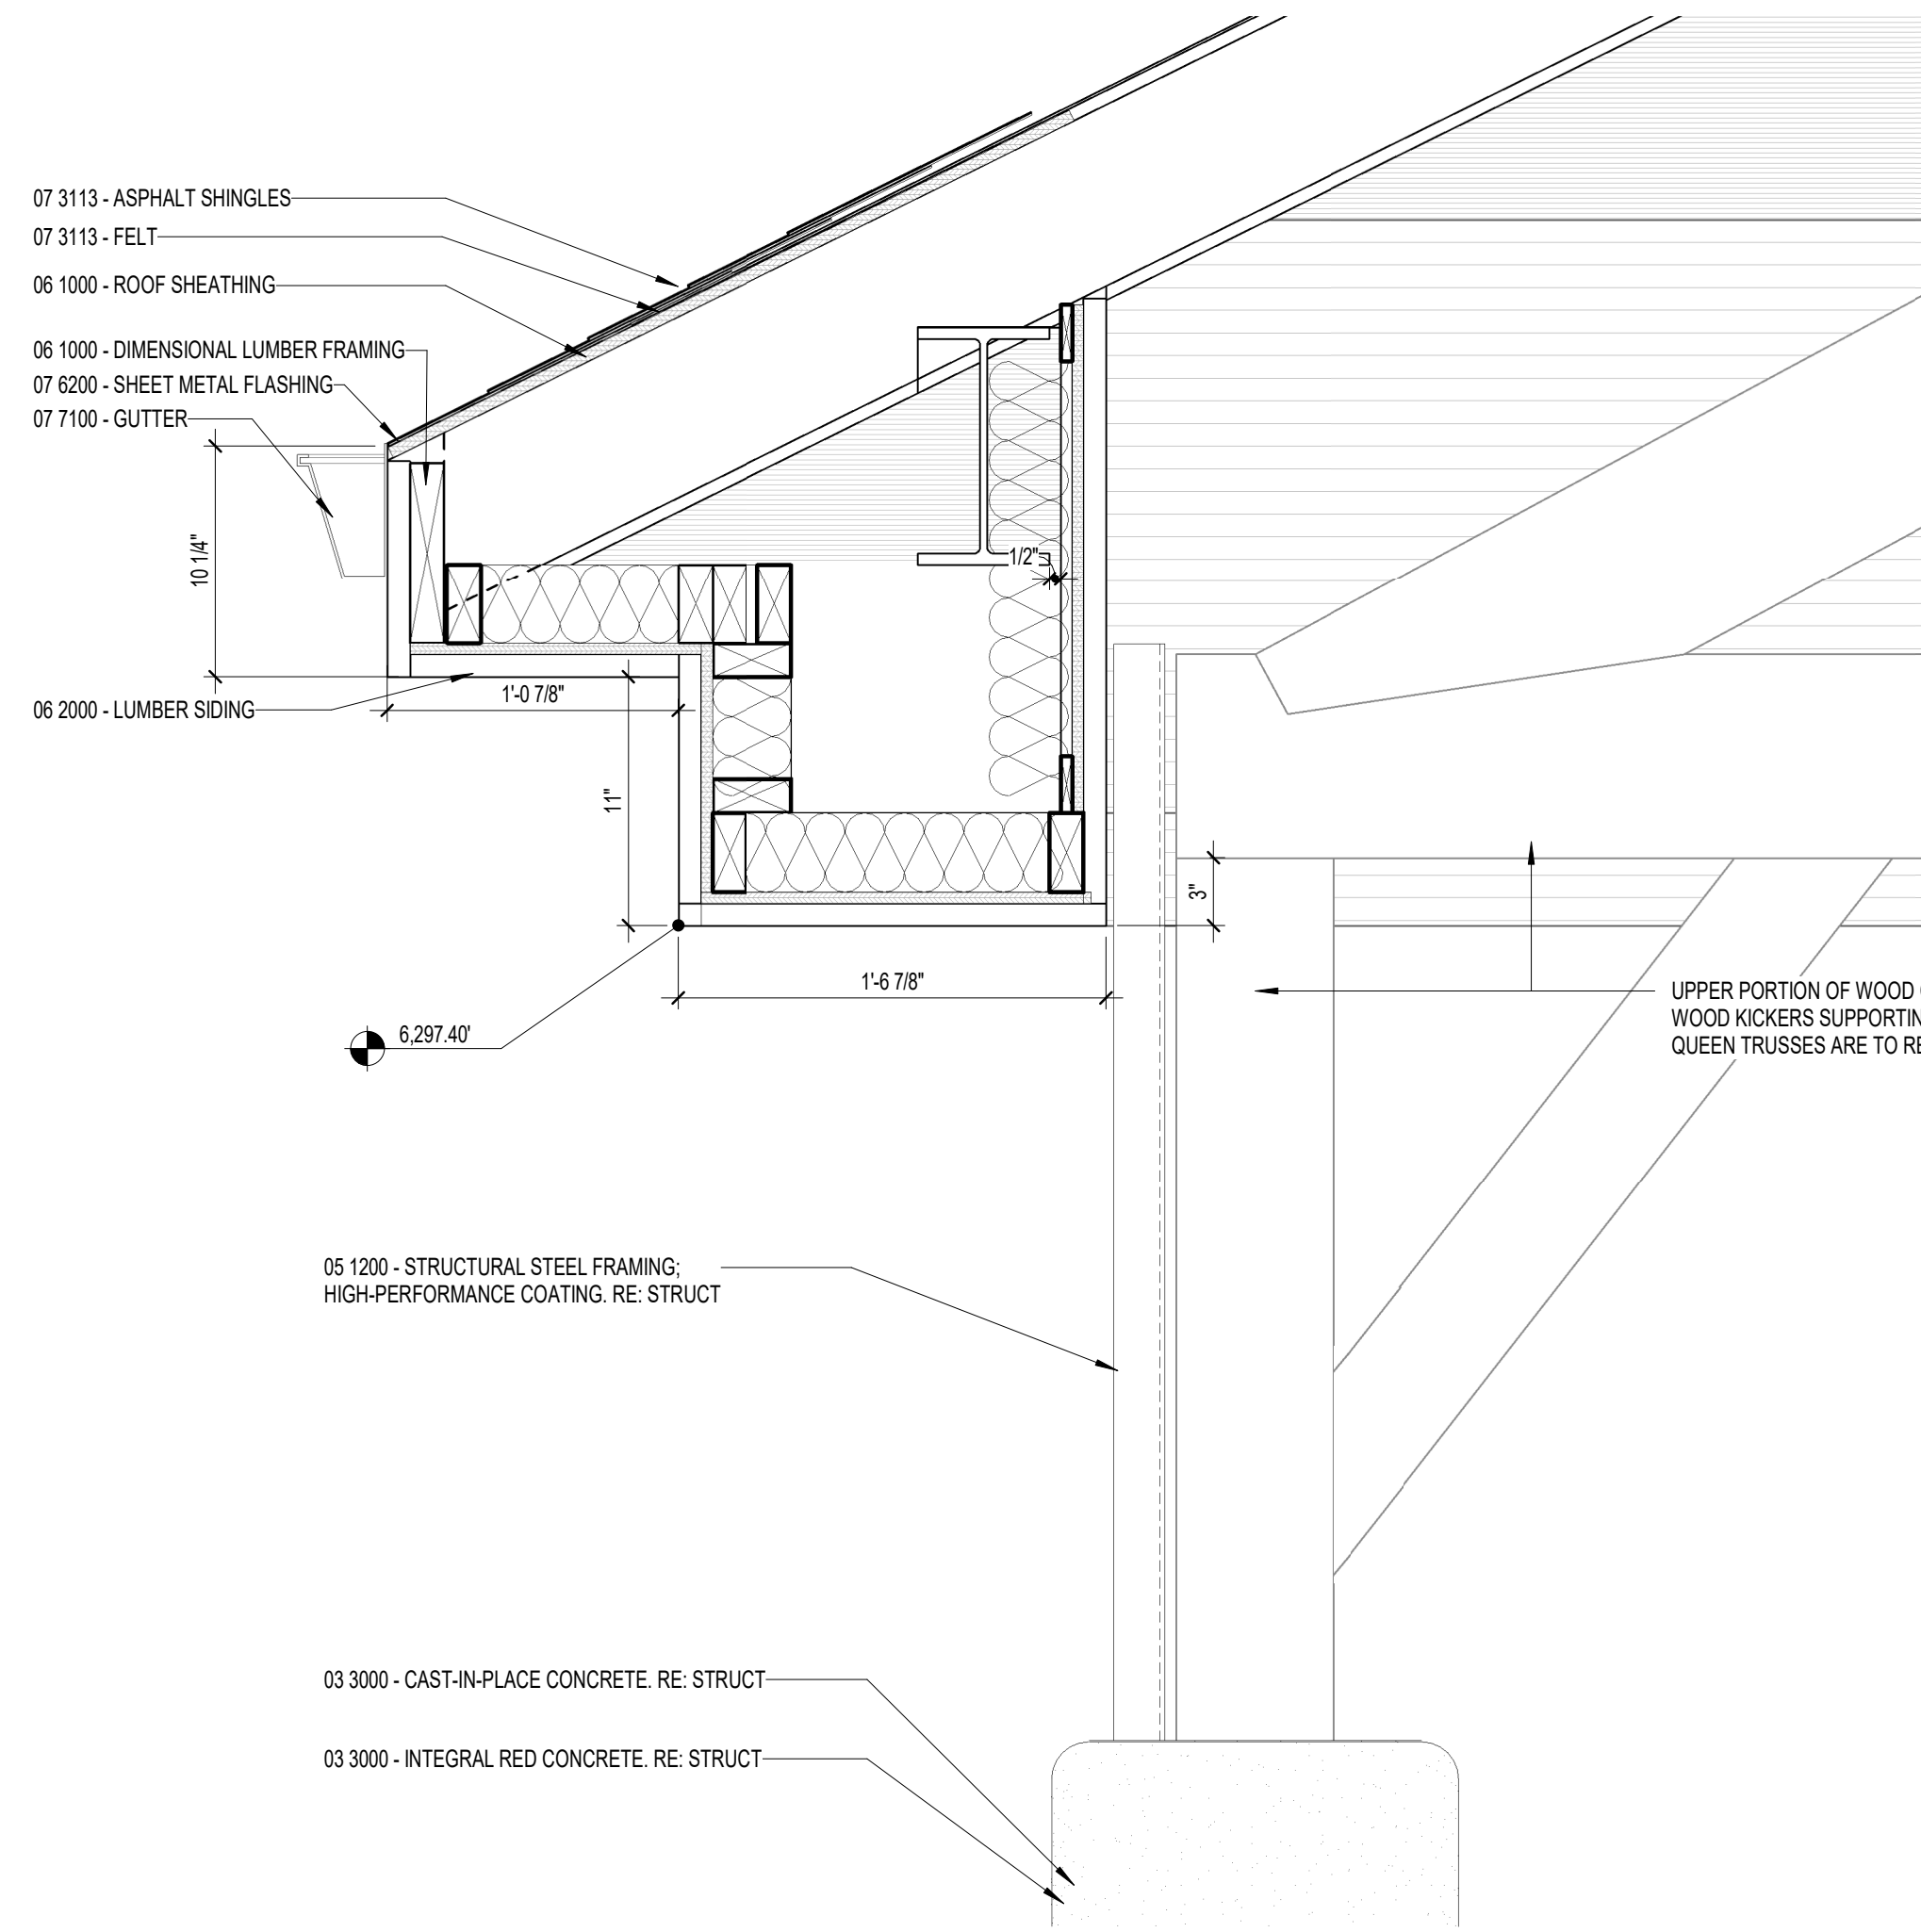 07 3113 - ASPHALT SHINGLES
07 3113 - FELT
06 1000 - ROOF SHEATHING
06 1000 - DIMENSIONAL LUMBER FRAMING
07 6200 - SHEET METAL FLASHING
07 7100 - GUTTER
10 1/4"
1/2"
1'-0 7/8"
06 2000 - LUMBER SIDING
11"
3"
1'-6 7/8"
6,297.40'
UPPER PORTION OF WOOD
WOOD KICKERS SUPPORTIN
QUEEN TRUSSES ARE TO RE
05 1200 - STRUCTURAL STEEL FRAMING;
HIGH-PERFORMANCE COATING. RE: STRUCT
03 3000 - CAST-IN-PLACE CONCRETE. RE: STRUCT
03 3000 - INTEGRAL RED CONCRETE. RE: STRUCT